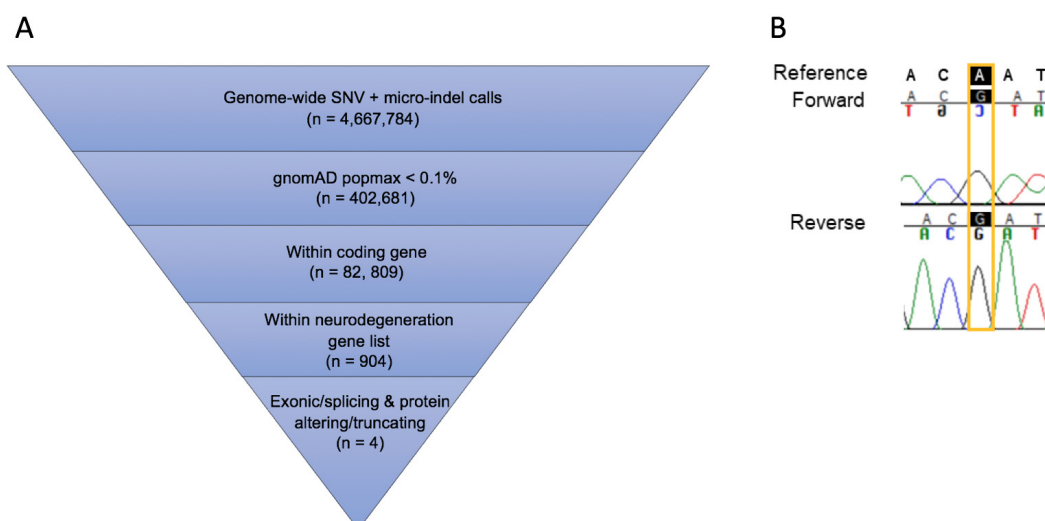 A
Genome-wide SNV + micro-indel calls
(n = 4,667,784)
gnomAD popmax < 0.1%
(n = 402,681)
Within coding gene
(n = 82, 809)
Within neurodegeneration
gene list
(n = 904)
Exonic/splicing & protein
altering/truncating
(n = 4)
B
Reference A C A A T
Forward A C G A T
T G C T A
Reverse A C G A T
A C G A T